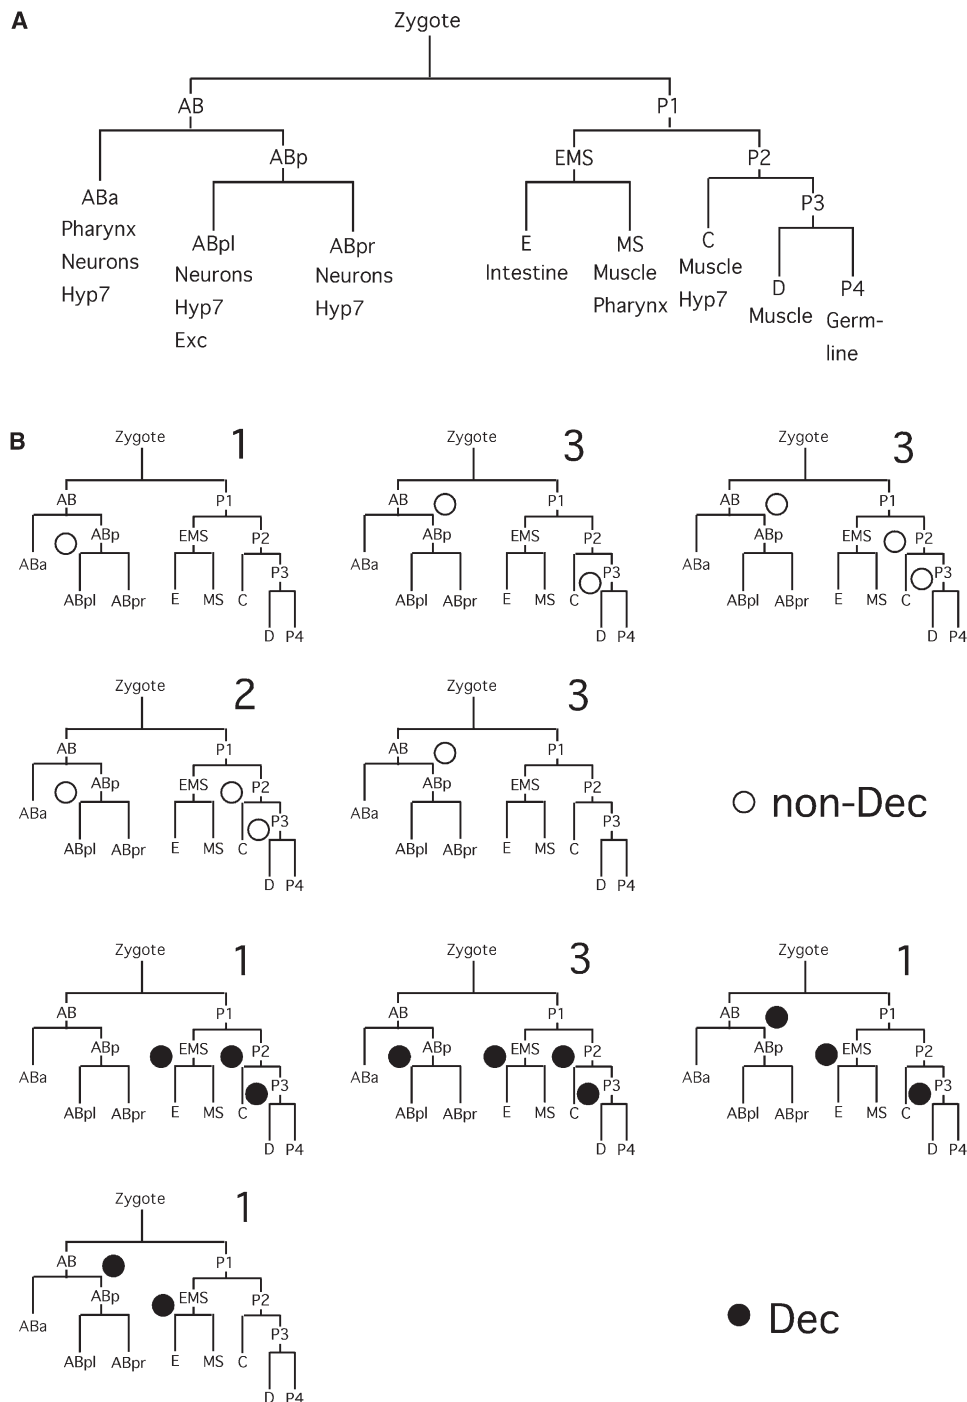 A
Zygote
AB P1
ABp EMS P2
ABa P3
Pharynx ABpl ABpr E MS C
Neurons Neurons Neurons Intestine Muscle Muscle
Hyp7 Hyp7 Hyp7 Pharynx Hyp7 D P4
Exc Muscle Germ-
line
B
Zygote 1 Zygote 3 Zygote 3
AB P1 AB P1 AB P1
ABp EMS P2 ABp EMS P2 ABp EMS P2
ABa P3 ABa P3 ABa P3
ABpl ABpr E MS C ABpl ABpr E MS C ABpl ABpr E MS C
D P4 D P4 D P4
Zygote 2 Zygote 3
AB P1 AB P1
ABp EMS P2 ABp EMS P2
ABa P3 ABa P3 non-Dec
ABpl ABpr E MS C ABpl ABpr E MS C
D P4 D P4
Zygote 1 Zygote 3 Zygote 1
AB P1 AB P1 AB P1
ABp EMS P2 ABp EMS P2 ABp EMS P2
ABa P3 ABa P3 ABa P3
ABpl ABpr E MS C ABpl ABpr E MS C ABpl ABpr E MS C
D P4 D P4 D P4
Zygote 1
AB P1
ABp EMS P2
ABa P3 Dec
ABpl ABpr E MS C
D P4